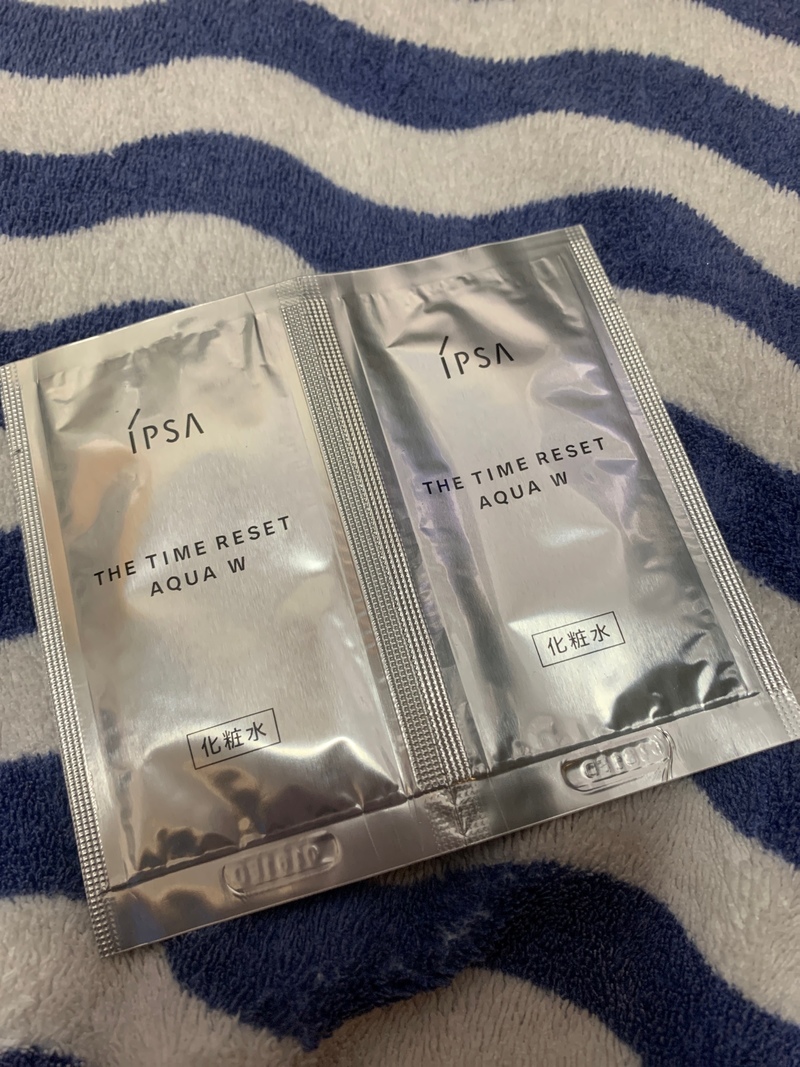 IPSA
THE TIME RESET
AQUA W
化粧水
IPSA
THE TIME RESET
AQUA W
化粧水